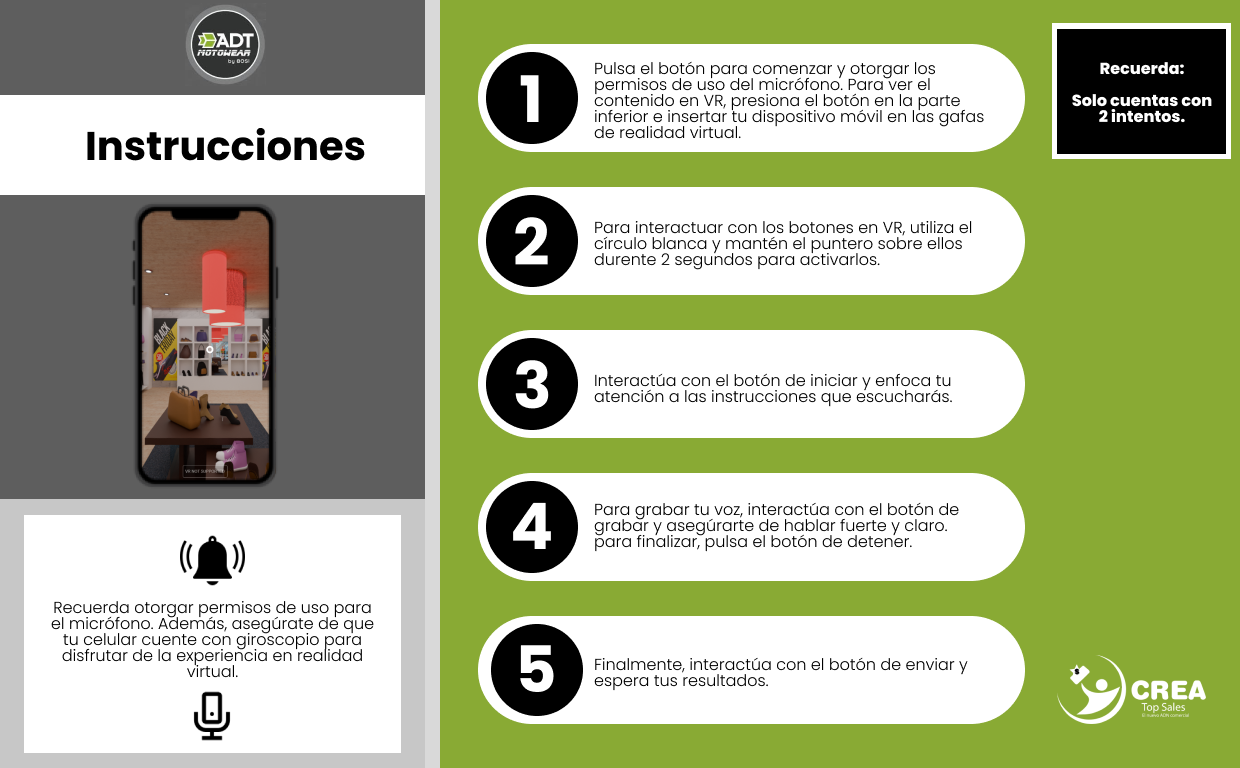 ADT
MOTOWEAR
by BOSI
Instrucciones
BLACK
FRIDAY
VR NOT SUPPORTED
Recuerda otorgar permisos de uso para
el micrófono. Además, asegúrate de que
tu celular cuente con giroscopio para
disfrutar de la experiencia en realidad
virtual.
1
Pulsa el botón para comenzar y otorgar los
permisos de uso del micrófono. Para ver el
contenido en VR, presiona el botón en la parte
inferior e insertar tu dispositivo móvil en las gafas
de realidad virtual.
2
Para interactuar con los botones en VR, utiliza el
círculo blanca y mantén el puntero sobre ellos
durente 2 segundos para activarlos.
3
Interactúa con el botón de iniciar y enfoca tu
atención a las instrucciones que escucharás.
4
Para grabar tu voz, interactúa con el botón de
grabar y asegúrarte de hablar fuerte y claro.
para finalizar, pulsa el botón de detener.
5
Finalmente, interactúa con el botón de enviar y
espera tus resultados.
Recuerda:
Solo cuentas con
2 intentos.
CREA
Top Sales
El nuevo ADN comercial